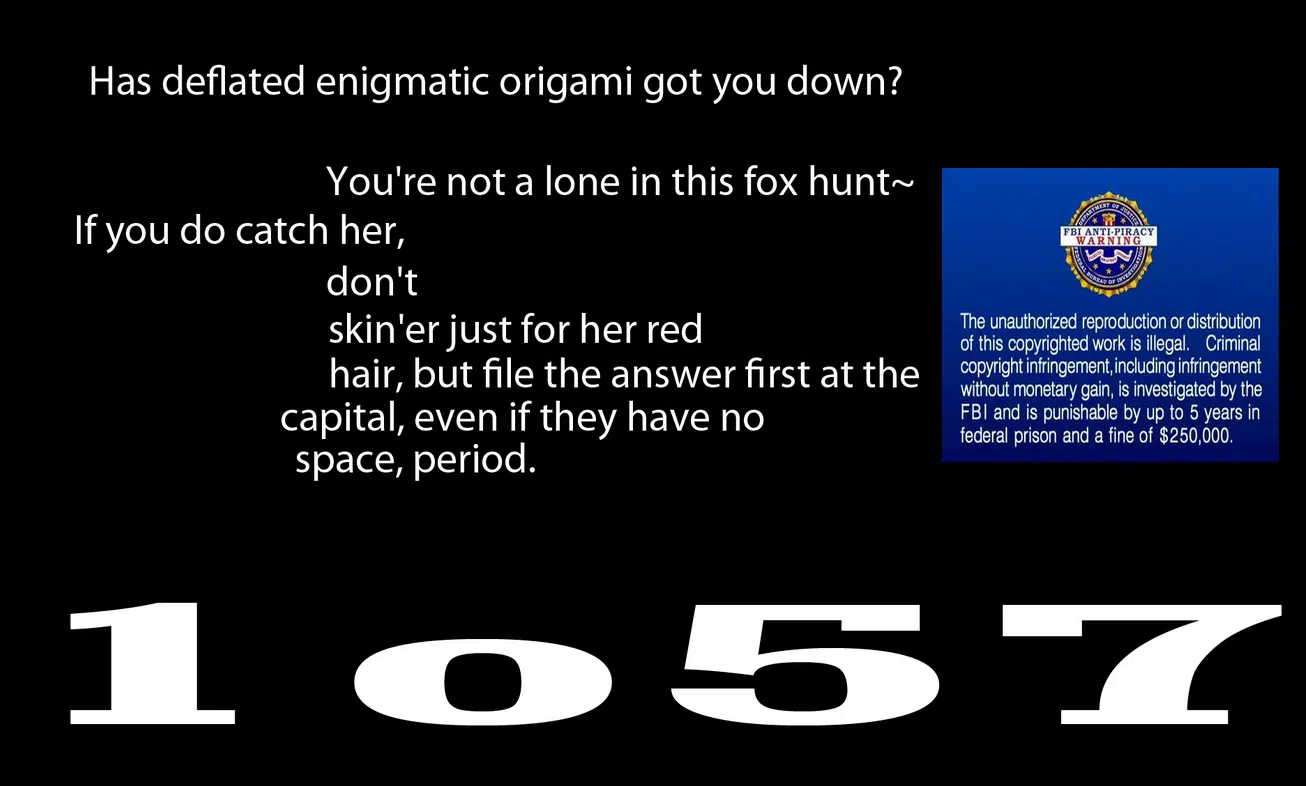 Has deflated enigmatic origami got you down?
You're not a lone in this fox hunt~
If you do catch her,
don't
skin'er just for her red
hair, but file the answer first at the
capital, even if they have no
space, period.
DEPARTMENT OF JUSTICE
FBI ANTI-PIRACY
WARNING
FEDERAL BUREAU OF INVESTIGATION
The unauthorized reproduction or distribution
of this copyrighted work is illegal. Criminal
copyright infringement, including infringement
without monetary gain, is investigated by the
FBI and is punishable by up to 5 years in
federal prison and a fine of $250,000.
1o57